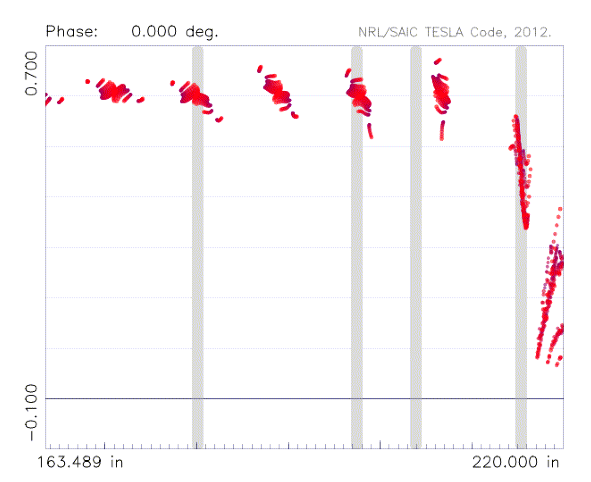 Phase: 0.000 deg. NRL/SAIC TESLA Code, 2012.
0.700
-0.100
163.489 in 220.000 in